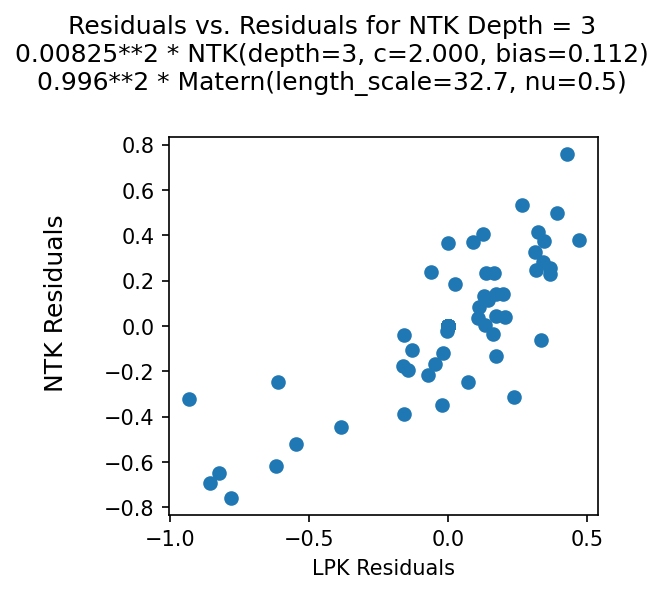 Residuals vs. Residuals for NTK Depth = 3
0.00825**2 * NTK(depth=3, c=2.000, bias=0.112)
0.996**2 * Matern(length_scale=32.7, nu=0.5)
0.8
0.6
0.4
0.2
0.0
−0.2
−0.4
−0.6
−0.8
NTK Residuals
−1.0
−0.5
0.0
0.5
LPK Residuals